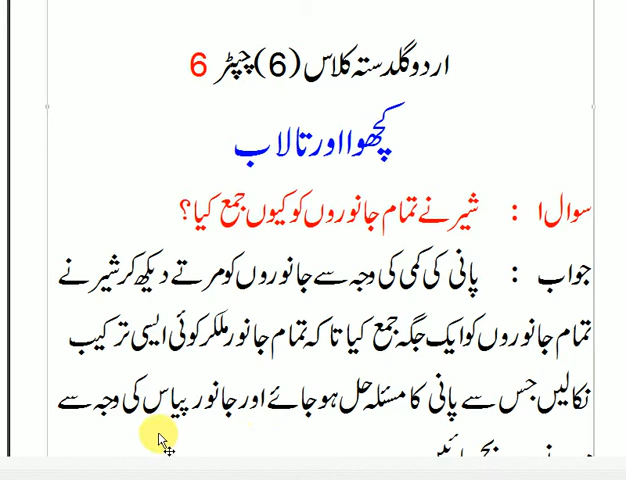 اردو گلدستہ کلاس (6) چپٹر 6
کچھوا اور تالاب
سوال ا : شیر نے تمام جانوروں کو کیوں جمع کیا؟
جواب : پانی کی کمی کی وجہ سے جانوروں کو مرتے دیکھ کر شیر نے
تمام جانوروں کو ایک جگہ جمع کیا تا کہ تمام جانور ملکر کوئی ایسی ترکیب
نکالیں جس سے پانی کا مسئلہ حل ہو جائے اور جانور پیاس کی وجہ سے